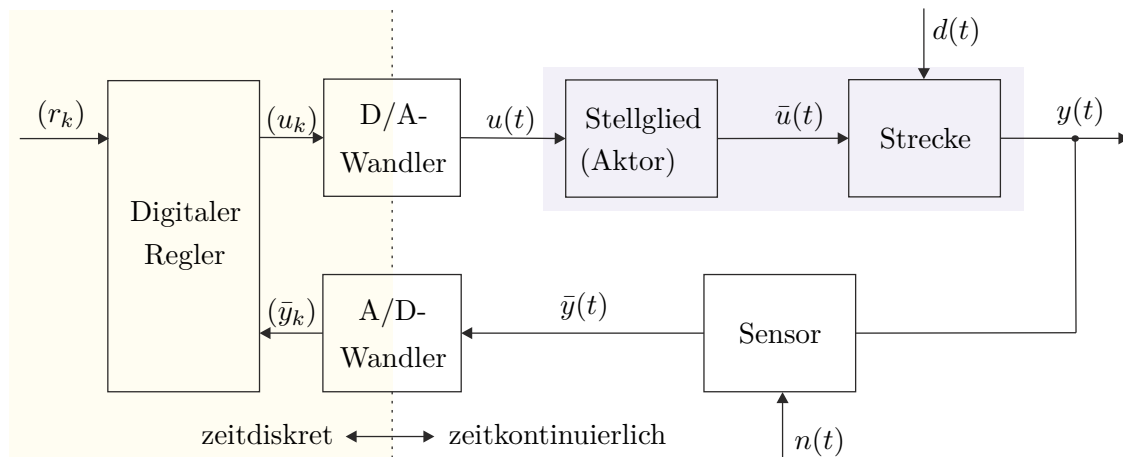 d(t)
(r_k)
(u_k)
D/A-
Wandler
u(t)
Stellglied
(Aktor)
ū(t)
Strecke
y(t)
Digitaler
Regler
(ȳ_k)
A/D-
Wandler
ȳ(t)
Sensor
zeitdiskret
zeitkontinuierlich
n(t)